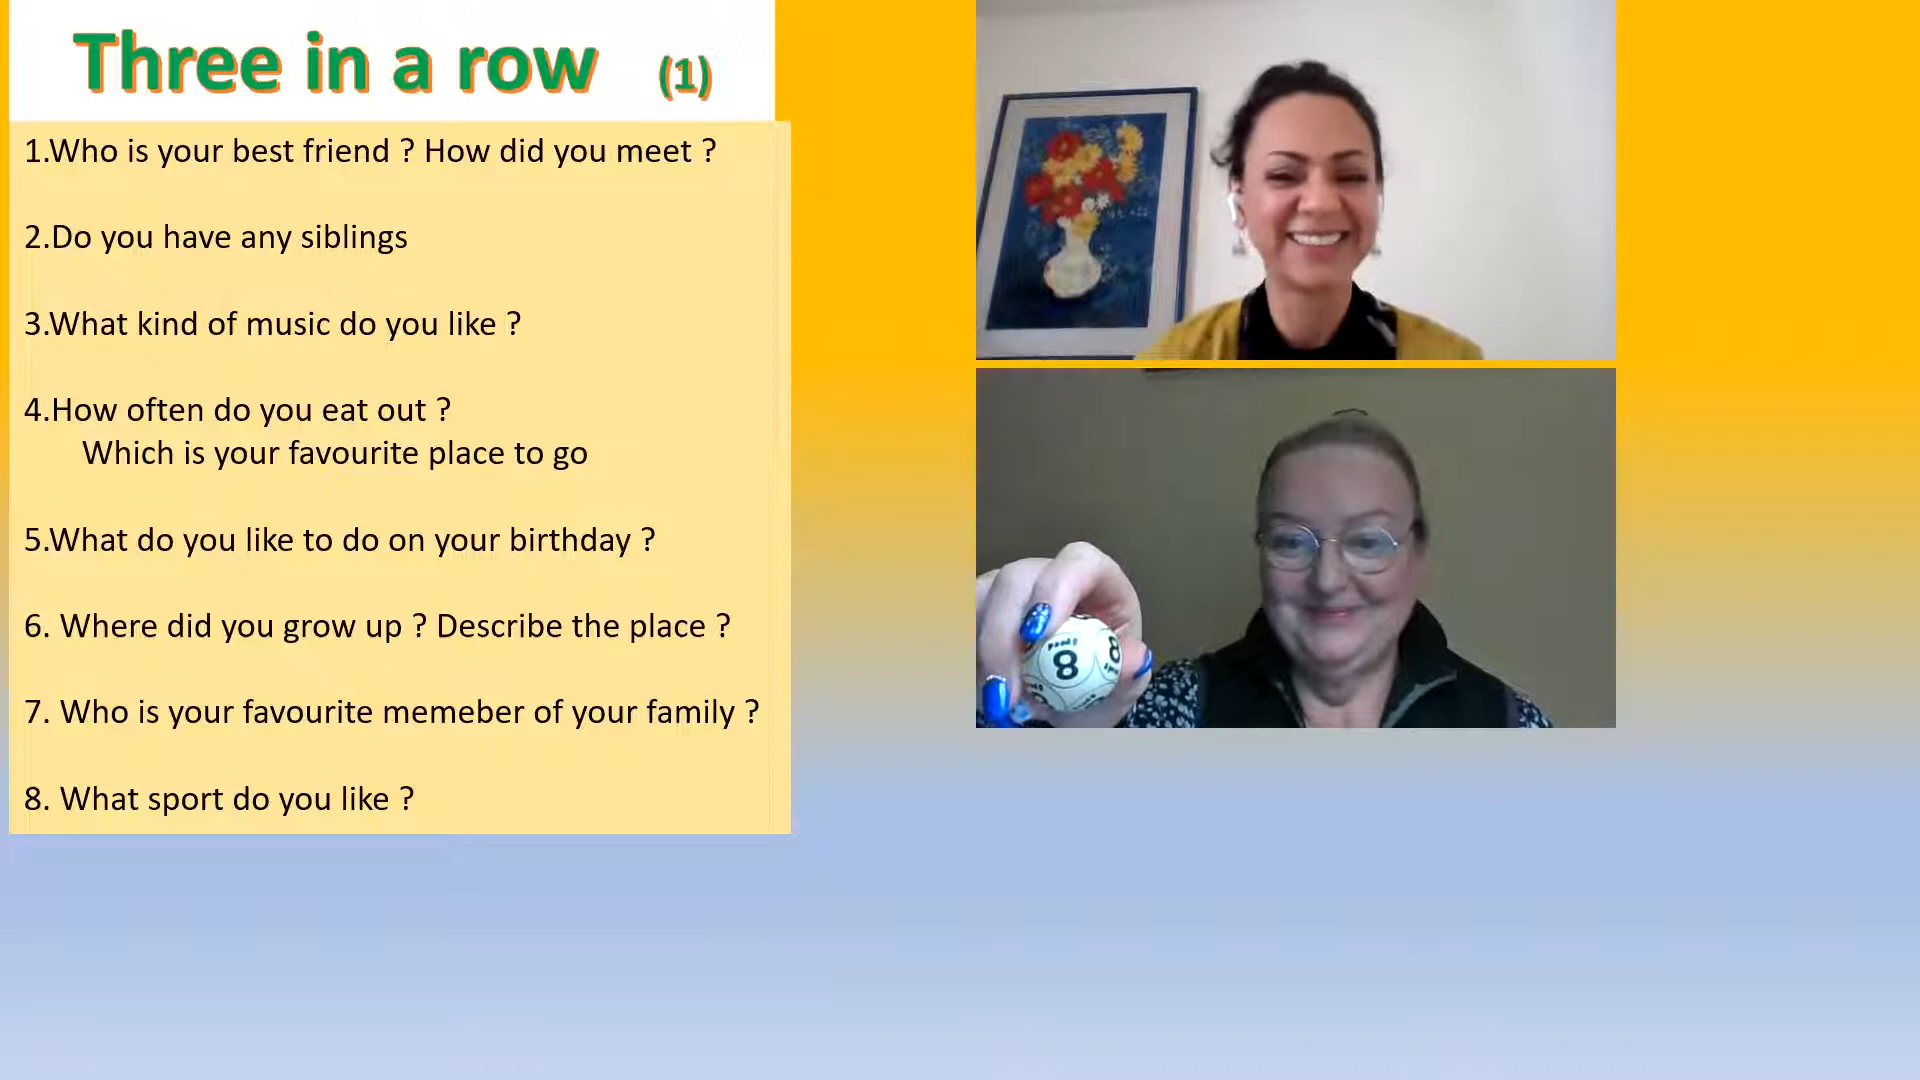 Three in a row (1)
1.Who is your best friend ? How did you meet ?
2.Do you have any siblings
3.What kind of music do you like ?
4.How often do you eat out ?
Which is your favourite place to go
5.What do you like to do on your birthday ?
6. Where did you grow up ? Describe the place ?
7. Who is your favourite memeber of your family ?
8. What sport do you like ?
8
8